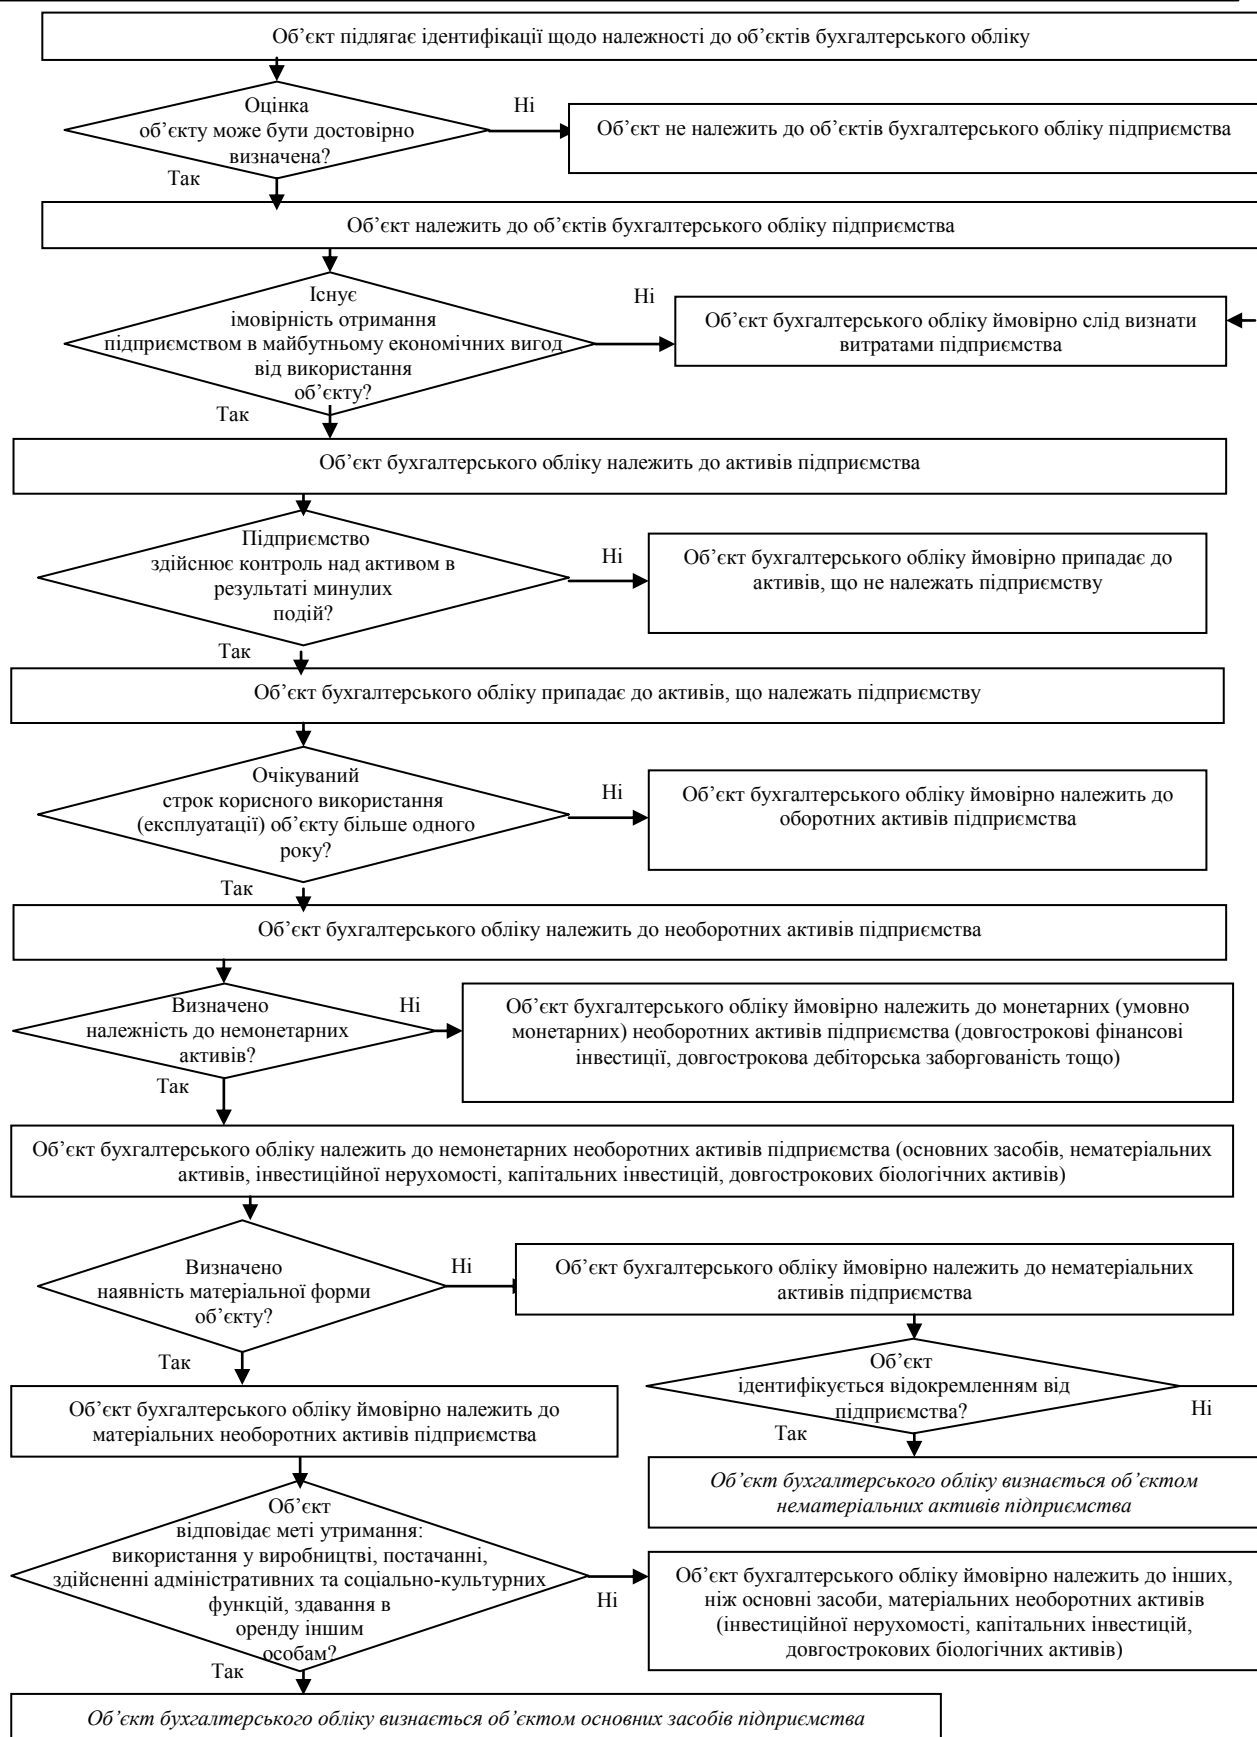 Об’єкт підлягає ідентифікації щодо належності до об’єктів бухгалтерського обліку
Оцінка
об’єкту може бути достовірно
визначена?
Ні
Об’єкт не належить до об’єктів бухгалтерського обліку підприємства
Так
Об’єкт належить до об’єктів бухгалтерського обліку підприємства
Існує
імовірність отримання
підприємством в майбутньому економічних вигод
від використання
об’єкту?
Ні
Об’єкт бухгалтерського обліку ймовірно слід визнати
витратами підприємства
Так
Об’єкт бухгалтерського обліку належить до активів підприємства
Підприємство
здійснює контроль над активом в
результаті минулих
подій?
Ні
Об’єкт бухгалтерського обліку ймовірно припадає до
активів, що не належать підприємству
Так
Об’єкт бухгалтерського обліку припадає до активів, що належать підприємству
Очікуваний
строк корисного використання
(експлуатації) об’єкту більше одного
року?
Ні
Об’єкт бухгалтерського обліку ймовірно належить до
оборотних активів підприємства
Так
Об’єкт бухгалтерського обліку належить до необоротних активів підприємства
Визначено
належність до немонетарних
активів?
Ні
Об’єкт бухгалтерського обліку ймовірно належить до монетарних (умовно
монетарних) необоротних активів підприємства (довгострокові фінансові
інвестиції, довгострокова дебіторська заборгованість тощо)
Так
Об’єкт бухгалтерського обліку належить до немонетарних необоротних активів підприємства (основних засобів, нематеріальних
активів, інвестиційної нерухомості, капітальних інвестицій, довгострокових біологічних активів)
Визначено
наявність матеріальної форми
об’єкту?
Ні
Об’єкт бухгалтерського обліку ймовірно належить до нематеріальних
активів підприємства
Так
Об’єкт
ідентифікується відокремленням від
підприємства?
Ні
Так
Об’єкт бухгалтерського обліку ймовірно належить до
матеріальних необоротних активів підприємства
Об’єкт бухгалтерського обліку визнається об’єктом
нематеріальних активів підприємства
Об’єкт
відповідає меті утримання:
використання у виробництві, постачанні,
здійсненні адміністративних та соціально-культурних
функцій, здавання в
оренду іншим
особам?
Ні
Об’єкт бухгалтерського обліку ймовірно належить до інших,
ніж основні засоби, матеріальних необоротних активів
(інвестиційної нерухомості, капітальних інвестицій,
довгострокових біологічних активів)
Так
Об’єкт бухгалтерського обліку визнається об’єктом основних засобів підприємства